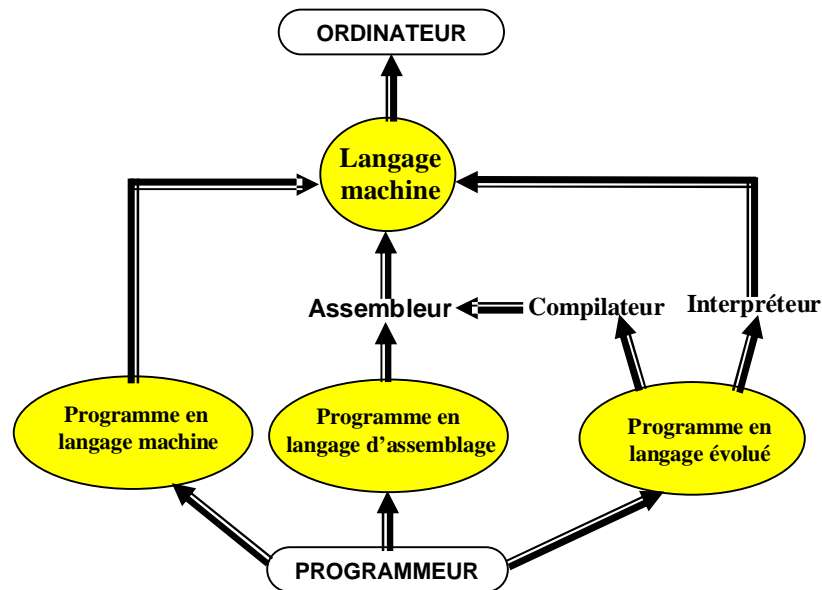 ORDINATEUR
Langage
machine
Assembleur
Compilateur
Interpréteur
Programme en
langage machine
Programme en
langage d’assemblage
Programme en
langage évolué
PROGRAMMEUR